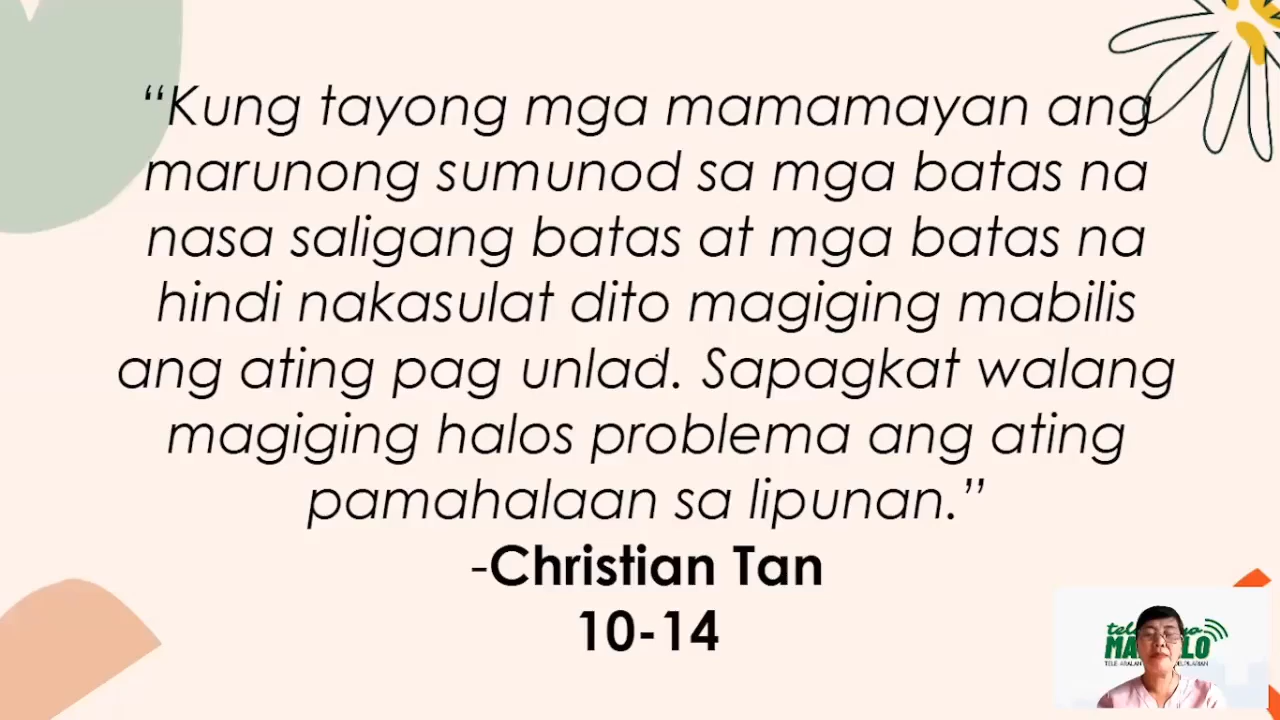 “Kung tayong mga mamamayan ang
marunong sumunod sa mga batas na
nasa saligang batas at mga batas na
hindi nakasulat dito magiging mabilis
ang ating pag unlad. Sapagkat walang
magiging halos problema ang ating
pamahalaan sa lipunan.”
-Christian Tan
10-14